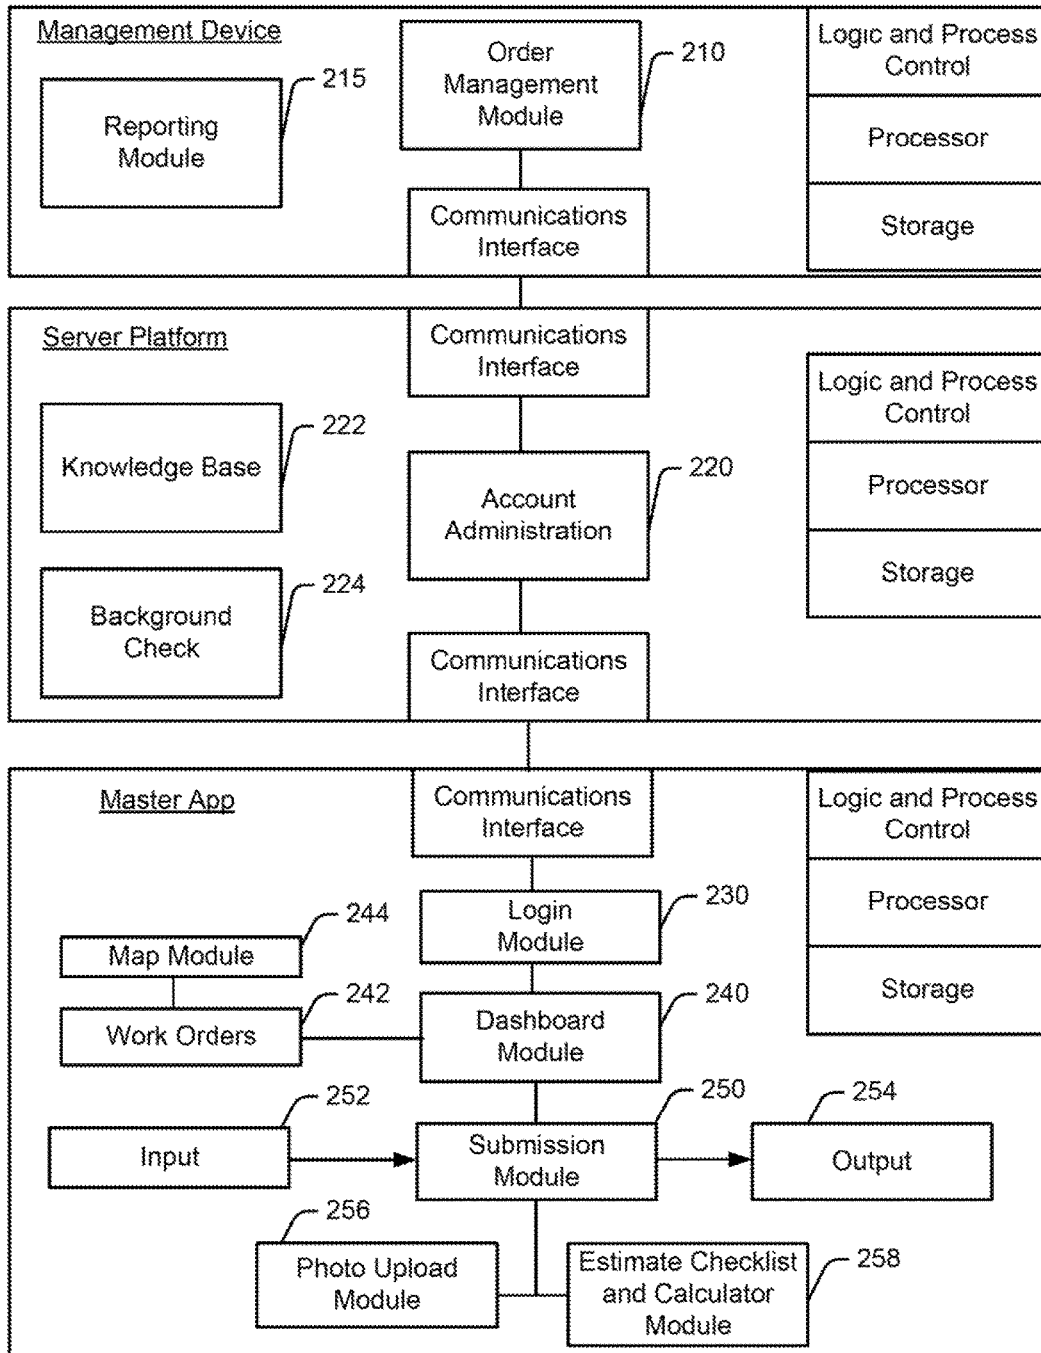 Management Device
215
Reporting
Module
Order
Management
Module
210
Communications
Interface
Logic and Process
Control
Processor
Storage
Server Platform
Communications
Interface
222
Knowledge Base
224
Background
Check
Account
Administration
220
Communications
Interface
Logic and Process
Control
Processor
Storage
Master App
Communications
Interface
Logic and Process
Control
Processor
Storage
Login
Module
230
244
Map Module
242
Work Orders
Dashboard
Module
240
252
Input
Submission
Module
250
254
Output
256
Photo Upload
Module
Estimate Checklist
and Calculator
Module
258